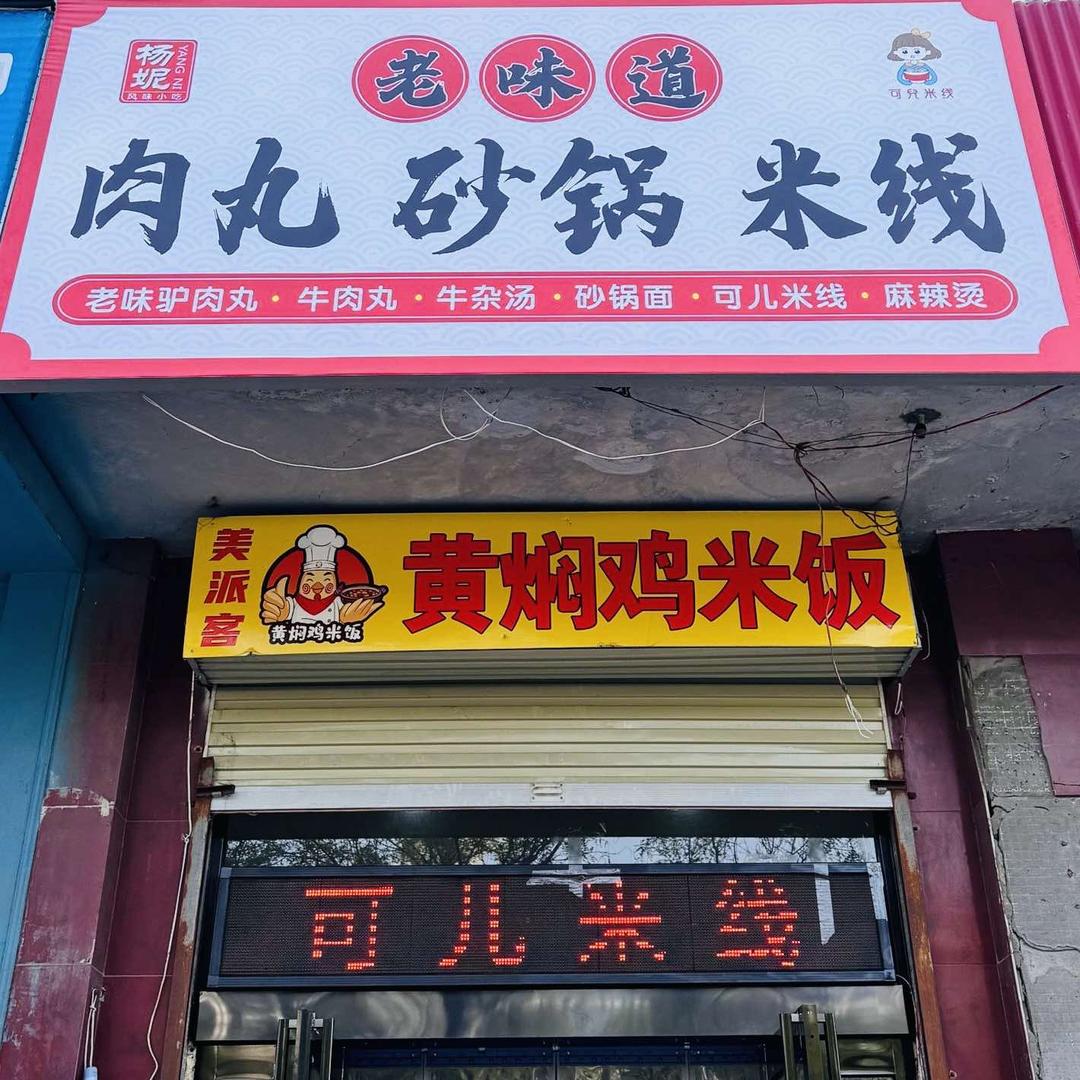 杨妮
YANG NI
风味小吃
老味道
可兒米线
肉丸 砂锅 米线
老味驴肉丸·牛肉丸·牛杂汤·砂锅面·可儿米线·麻辣烫
美派客
黄焖鸡米饭
黄焖鸡米饭
可儿米线